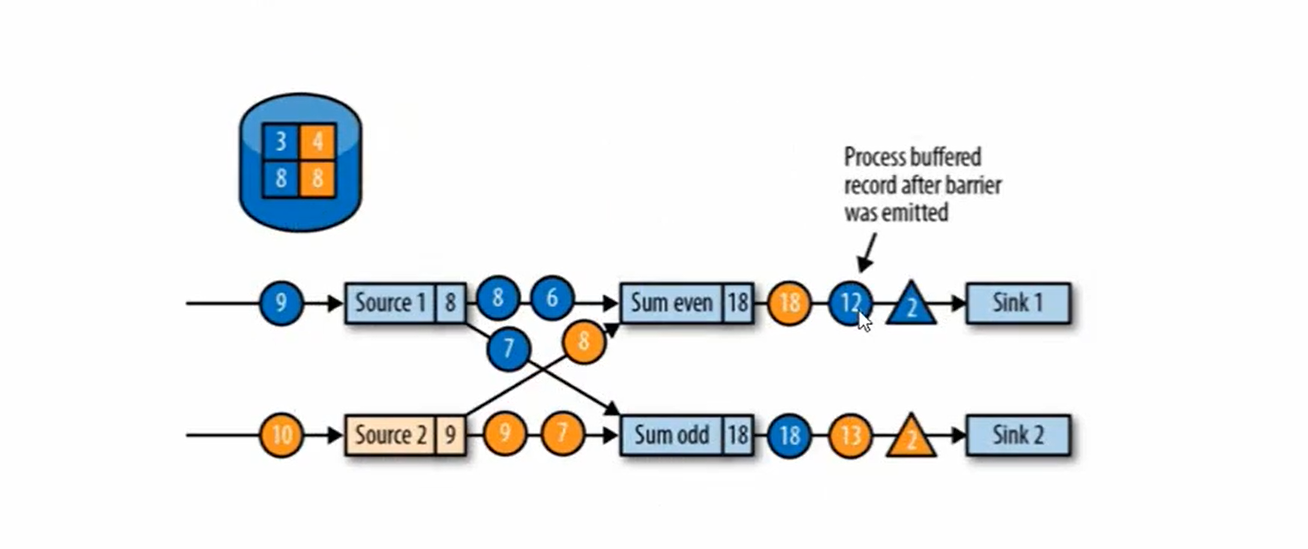 3 4
8 8
Process buffered
record after barrier
was emitted
9 Source 1 8 8 6 Sum even 18 18 12 2 Sink 1
7 8
10 Source 2 9 9 7 Sum odd 18 18 13 2 Sink 2